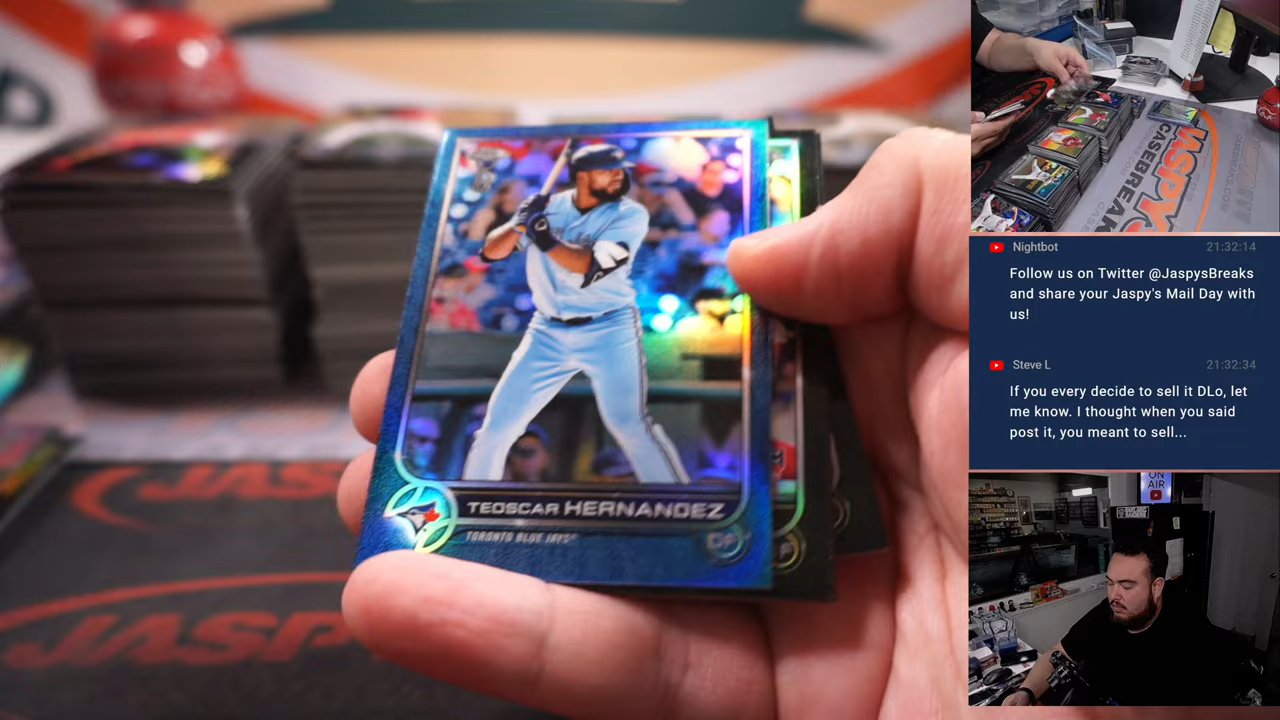 TEOSCAR HERNANDEZ
TORONTO BLUE JAYS
OF
JASP
JASPY
CASEBREAK
Nightbot
21:32:14
Follow us on Twitter @JaspysBreaks
and share your Jaspy's Mail Day with
us!
Steve L
21:32:34
If you every decide to sell it DLo, let
me know. I thought when you said
post it, you meant to sell...
ON
AIR